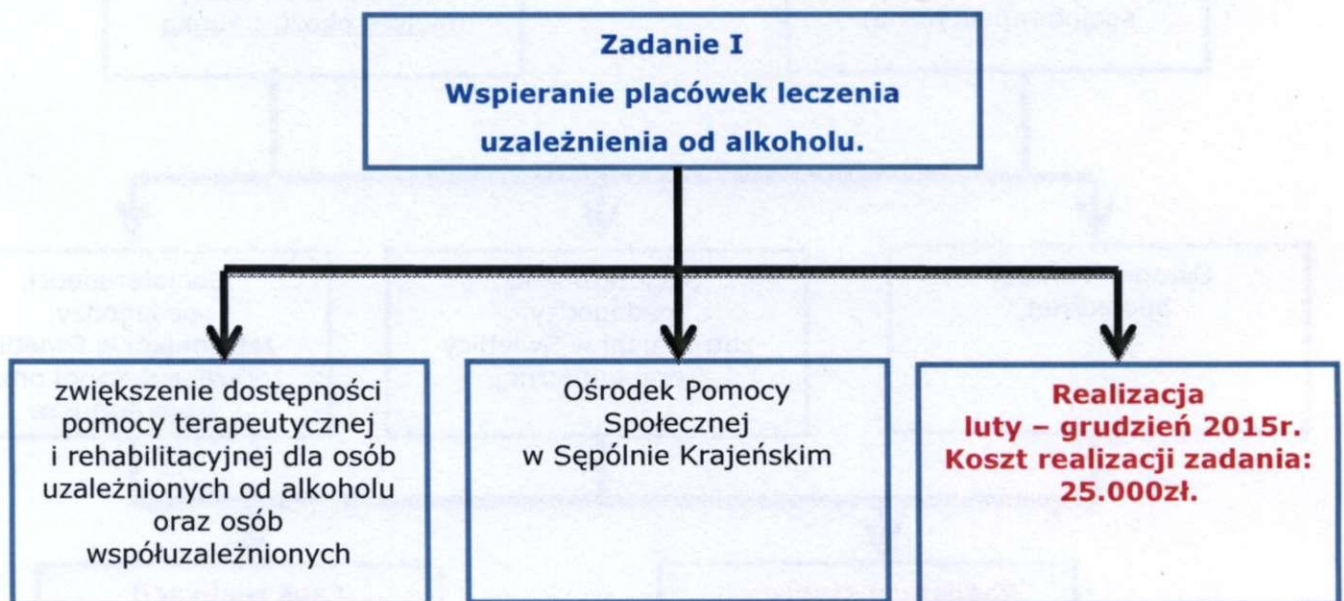 Zadanie I
Wspieranie placówek leczenia
uzależnienia od alkoholu.
zwiększenie dostępności
pomocy terapeutycznej
i rehabilitacyjnej dla osób
uzależnionych od alkoholu
oraz osób
współuzależnionych
Ośrodek Pomocy
Społecznej
w Sępólnie Krajeńskim
Realizacja
luty – grudzień 2015r.
Koszt realizacji zadania:
25.000zł.